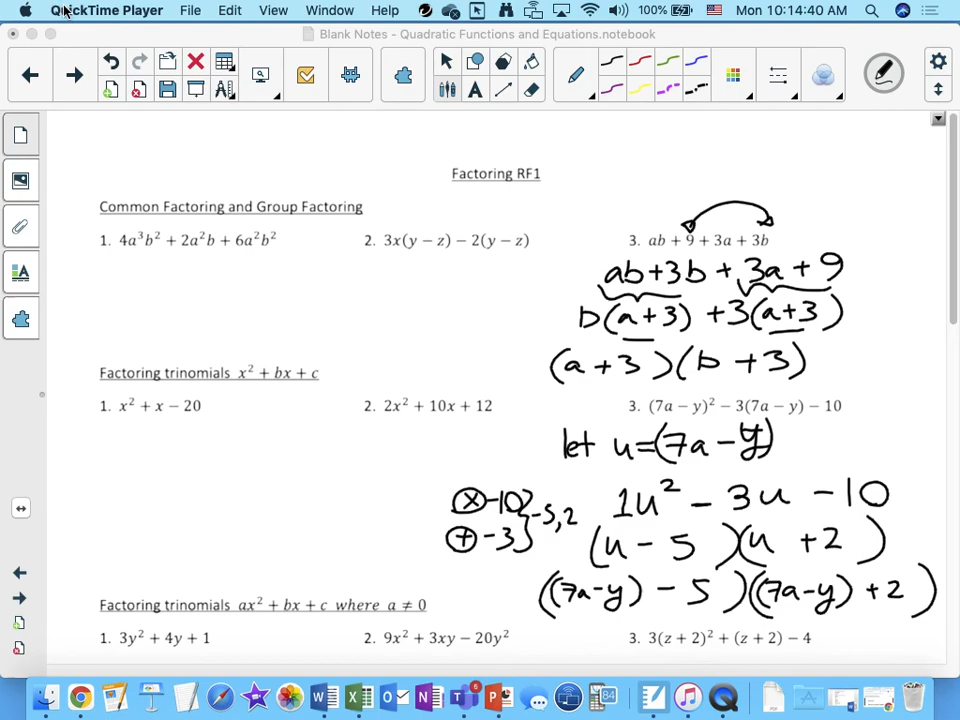 QuickTime Player File Edit View Window Help 100% Mon 10:14:40 AM
Blank Notes - Quadratic Functions and Equations.notebook
Factoring RF1
Common Factoring and Group Factoring
1. 4a³b² + 2a²b + 6a²b² 2. 3x(y − z) − 2(y − z) 3. ab + 9 + 3a + 3b
ab+3b + 3a + 9
b(a+3) +3(a+3)
(a+3)(b+3)
Factoring trinomials x² + bx + c
1. x² + x − 20 2. 2x² + 10x + 12 3. (7a − y)² − 3(7a − y) − 10
let u=(7a−y)
× −10 } −5,2 1u² − 3u − 10
+ −3 (u − 5)(u + 2)
((7a−y) − 5)((7a−y) + 2)
Factoring trinomials ax² + bx + c where a ≠ 0
1. 3y² + 4y + 1 2. 9x² + 3xy − 20y² 3. 3(z + 2)² + (z + 2) − 4
6
84